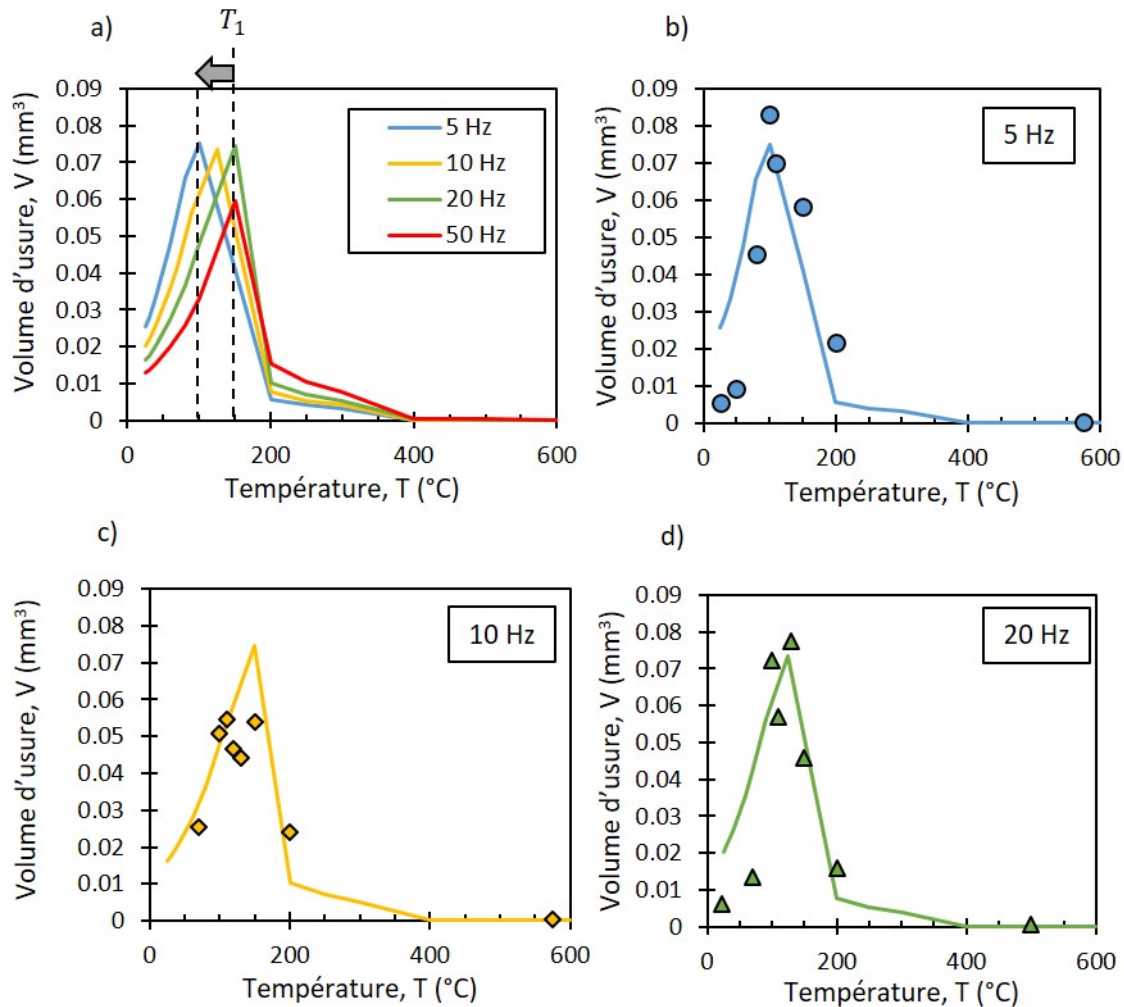 a)
T₁
Volume d'usure, V (mm³)
0.09
0.08
0.07
0.06
0.05
0.04
0.03
0.02
0.01
0
5 Hz
10 Hz
20 Hz
50 Hz
0 200 400 600
Température, T (°C)
b)
Volume d'usure, V (mm³)
0.09
0.08
0.07
0.06
0.05
0.04
0.03
0.02
0.01
0
5 Hz
0 200 400 600
Température, T (°C)
c)
Volume d'usure, V (mm³)
0.09
0.08
0.07
0.06
0.05
0.04
0.03
0.02
0.01
0
10 Hz
0 200 400 600
Température, T (°C)
d)
Volume d'usure, V (mm³)
0.09
0.08
0.07
0.06
0.05
0.04
0.03
0.02
0.01
0
20 Hz
0 200 400 600
Température, T (°C)